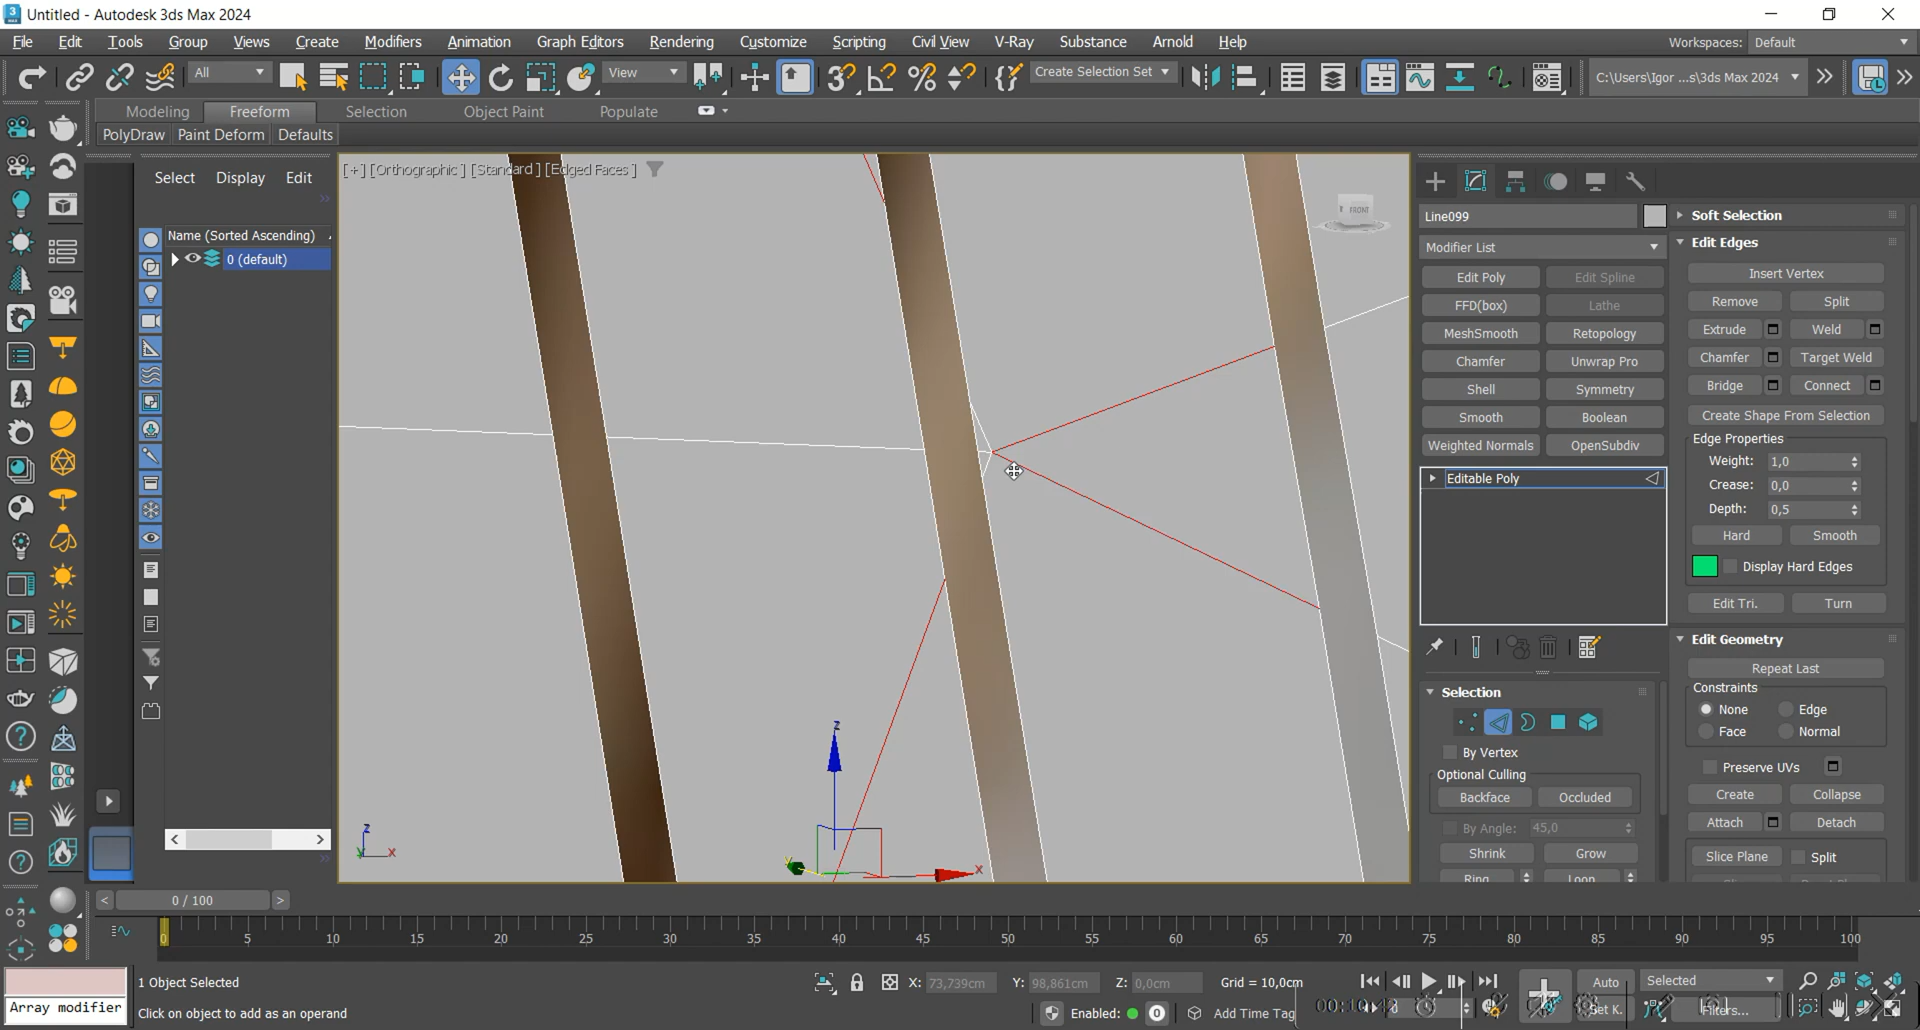 Untitled - Autodesk 3ds Max 2024
File Edit Tools Group Views Create Modifiers Animation Graph Editors Rendering Customize Scripting Civil View V-Ray Substance Arnold Help
Workspaces: Default
All
View
Create Selection Set
C:\Users\Igor ...s\3ds Max 2024
Modeling Freeform Selection Object Paint Populate
PolyDraw Paint Deform Defaults
Select Display Edit
Name (Sorted Ascending)
0 (default)
[+] [Orthographic ] [Standard ] [Edged Faces ]
FRONT
Line099
Modifier List
Edit Poly Edit Spline
FFD(box) Lathe
MeshSmooth Retopology
Chamfer Unwrap Pro
Shell Symmetry
Smooth Boolean
Weighted Normals OpenSubdiv
Editable Poly
Selection
By Vertex
Optional Culling
Backface Occluded
By Angle: 45,0
Shrink Grow
Ring Loop
Soft Selection
Edit Edges
Insert Vertex
Remove Split
Extrude Weld
Chamfer Target Weld
Bridge Connect
Create Shape From Selection
Edge Properties
Weight: 1,0
Crease: 0,0
Depth: 0,5
Hard Smooth
Display Hard Edges
Edit Tri. Turn
Edit Geometry
Repeat Last
Constraints
None Edge
Face Normal
Preserve UVs
Create Collapse
Attach Detach
Slice Plane Split
z
y
x
z
y
x
0 / 100
0 5 10 15 20 25 30 35 40 45 50 55 60 65 70 75 80 85 90 95 100
1 Object Selected
X: 73,739cm Y: 98,861cm Z: 0,0cm Grid = 10,0cm
Auto
Selected
Array modifier
Click on object to add as an operand
Enabled:
0
Add Time Tag
Set K.
Filters...